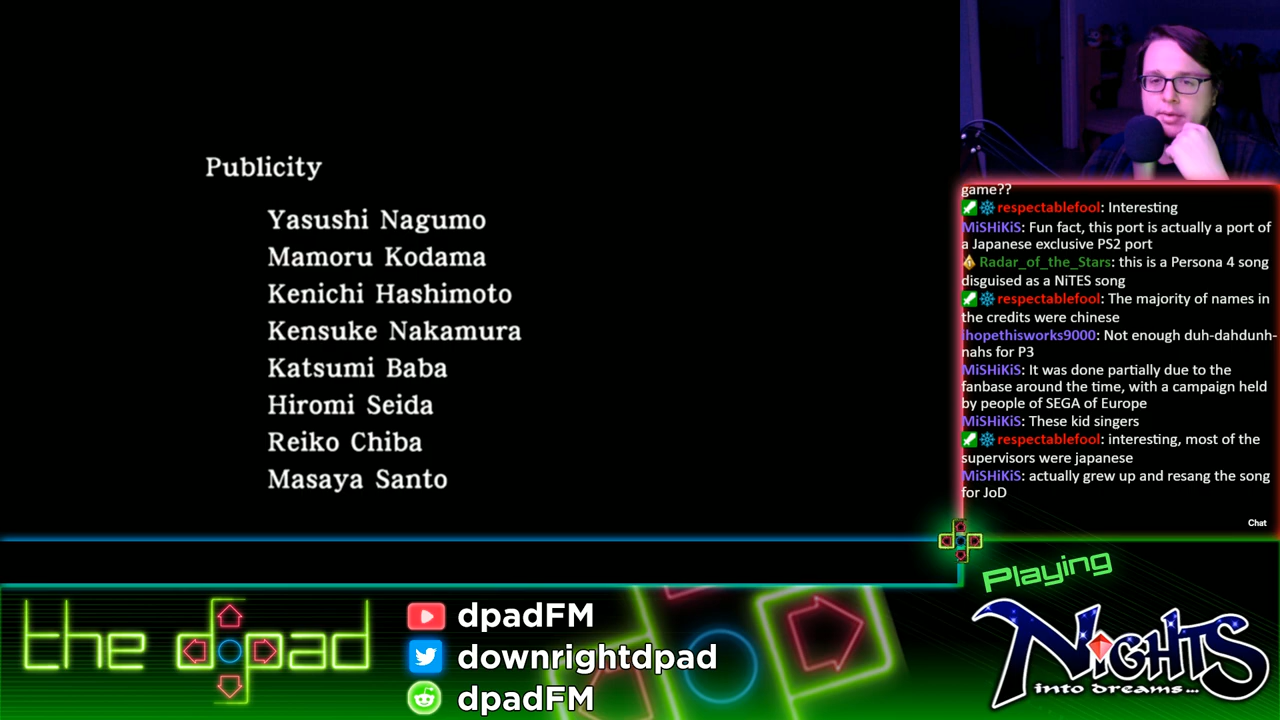 Publicity
Yasushi Nagumo
Mamoru Kodama
Kenichi Hashimoto
Kensuke Nakamura
Katsumi Baba
Hiromi Seida
Reiko Chiba
Masaya Santo
game??
respectablefool: Interesting
MiSHiKiS: Fun fact, this port is actually a port of
a Japanese exclusive PS2 port
Radar_of_the_Stars: this is a Persona 4 song
disguised as a NiTES song
respectablefool: The majority of names in
the credits were chinese
ihopethisworks9000: Not enough duh-dahdunh-
nahs for P3
MiSHiKiS: It was done partially due to the
fanbase around the time, with a campaign held
by people of SEGA of Europe
MiSHiKiS: These kid singers
respectablefool: interesting, most of the
supervisors were japanese
MiSHiKiS: actually grew up and resang the song
for JoD
Chat
the dpad
dpadFM
downrightdpad
dpadFM
Playing
NiGHTS
into dreams...